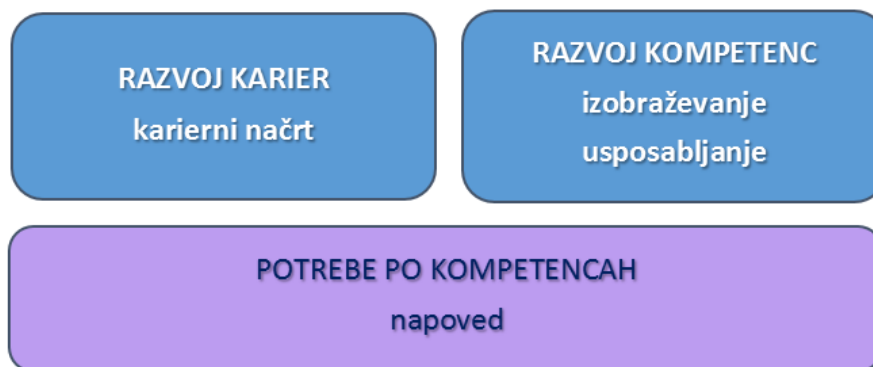 RAZVOJ KARIER
karierni načrt
RAZVOJ KOMPETENC
izobraževanje
usposabljanje
POTREBE PO KOMPETENCAH
napoved